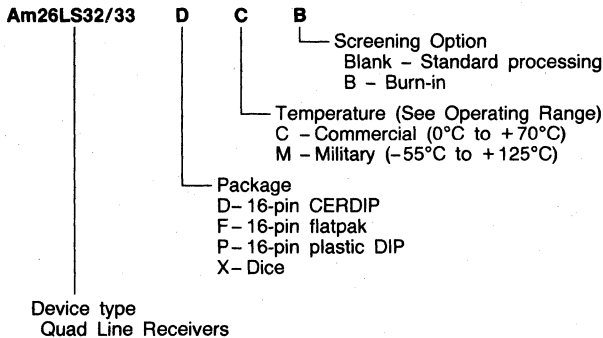 Am26LS32/33 D C B
Screening Option
Blank – Standard processing
B – Burn-in
Temperature (See Operating Range)
C – Commercial (0°C to +70°C)
M – Military (–55°C to +125°C)
Package
D– 16-pin CERDIP
F– 16-pin flatpak
P– 16-pin plastic DIP
X– Dice
Device type
Quad Line Receivers